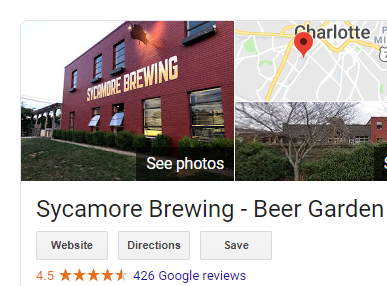 SYCAMORE BREWING
Charlotte
See photos
Sycamore Brewing - Beer Garden
Website Directions Save
4.5 426 Google reviews